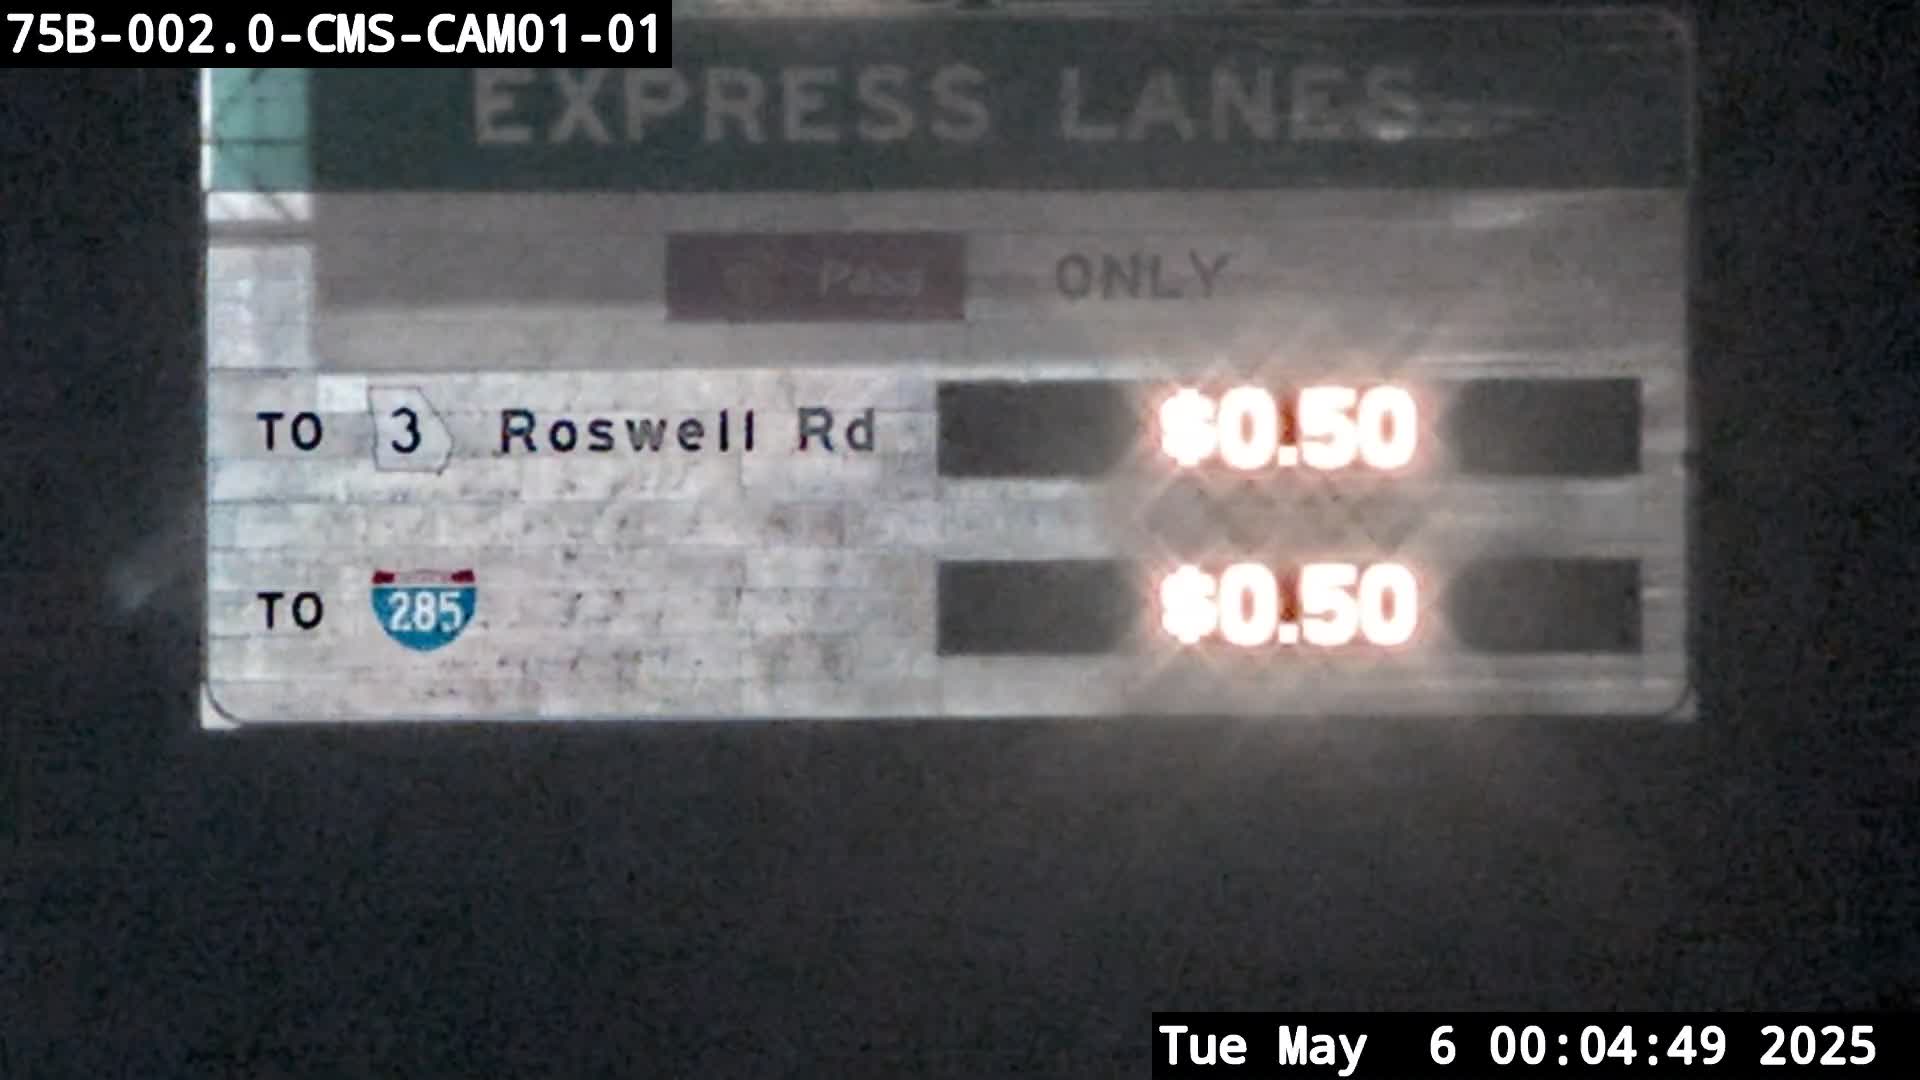 75B-002.0-CMS-CAM01-01
EXPRESS LANES
Pass ONLY
TO 3 Roswell Rd $0.50
TO 285 $0.50
Tue May 6 00:04:49 2025